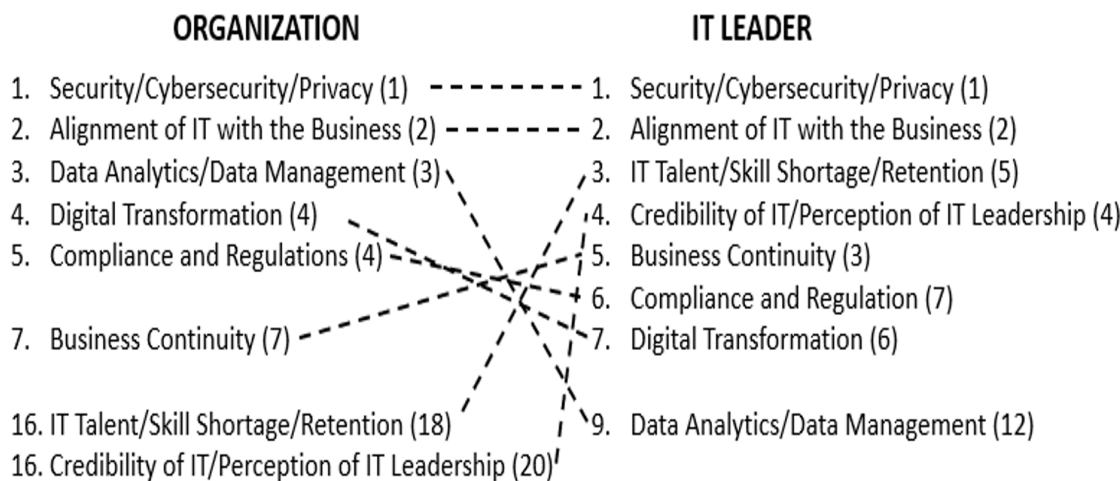 ORGANIZATION
1. Security/Cybersecurity/Privacy (1)
2. Alignment of IT with the Business (2)
3. Data Analytics/Data Management (3)
4. Digital Transformation (4)
5. Compliance and Regulations (4)
7. Business Continuity (7)
16. IT Talent/Skill Shortage/Retention (18)
16. Credibility of IT/Perception of IT Leadership (20)
IT LEADER
1. Security/Cybersecurity/Privacy (1)
2. Alignment of IT with the Business (2)
3. IT Talent/Skill Shortage/Retention (5)
4. Credibility of IT/Perception of IT Leadership (4)
5. Business Continuity (3)
6. Compliance and Regulation (7)
7. Digital Transformation (6)
9. Data Analytics/Data Management (12)